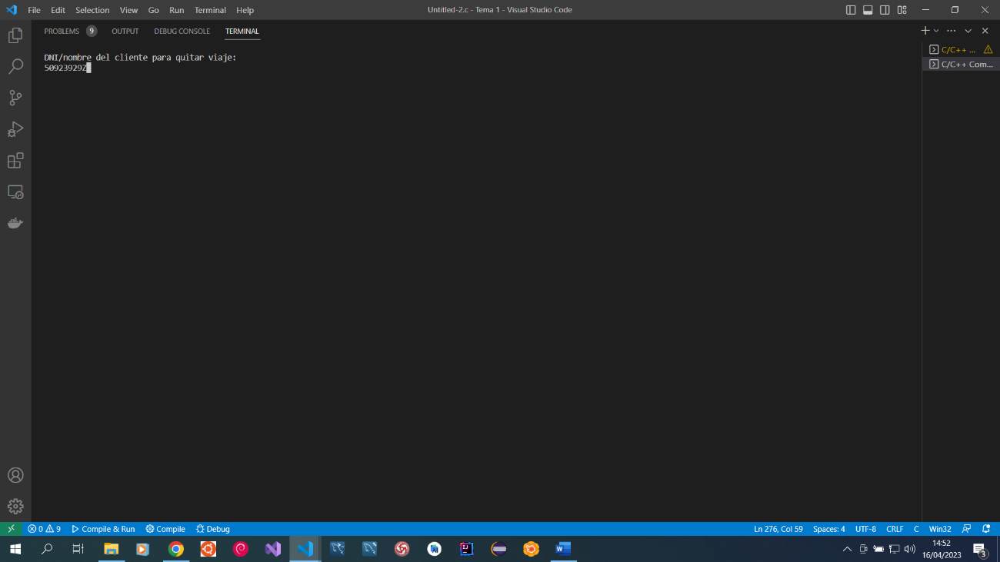 File Edit Selection View Go Run Terminal Help
Untitled-2.c - Tema 1 - Visual Studio Code
PROBLEMS 9 OUTPUT DEBUG CONSOLE TERMINAL
DNI/nombre del cliente para quitar viaje:
50923929Z
C/C++ ...
C/C++ Com...
0 9 Compile & Run Compile Debug
Ln 276, Col 59 Spaces: 4 UTF-8 CRLF C Win32
14:52
16/04/2023
3